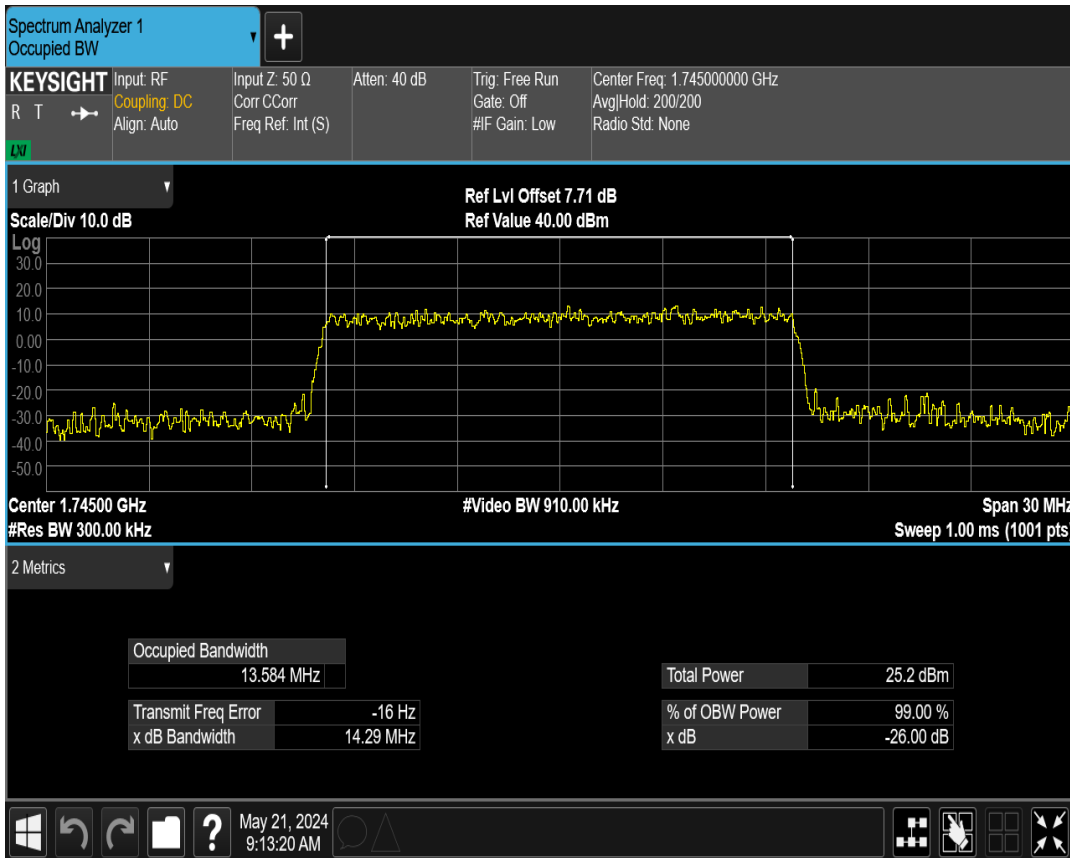 Spectrum Analyzer 1
Occupied BW
+
KEYSIGHT
R T
LXI
Input: RF
Coupling: DC
Align: Auto
Input Z: 50 Ω
Corr CCorr
Freq Ref: Int (S)
Atten: 40 dB
Trig: Free Run
Gate: Off
#IF Gain: Low
Center Freq: 1.745000000 GHz
Avg|Hold: 200/200
Radio Std: None
1 Graph
Scale/Div 10.0 dB
Ref Lvl Offset 7.71 dB
Ref Value 40.00 dBm
Log
30.0
20.0
10.0
0.00
-10.0
-20.0
-30.0
-40.0
-50.0
Center 1.74500 GHz
#Video BW 910.00 kHz
Span 30 MHz
#Res BW 300.00 kHz
Sweep 1.00 ms (1001 pts)
2 Metrics
Occupied Bandwidth
13.584 MHz
Total Power 25.2 dBm
Transmit Freq Error -16 Hz
% of OBW Power 99.00 %
x dB Bandwidth 14.29 MHz
x dB -26.00 dB
?
May 21, 2024
9:13:20 AM